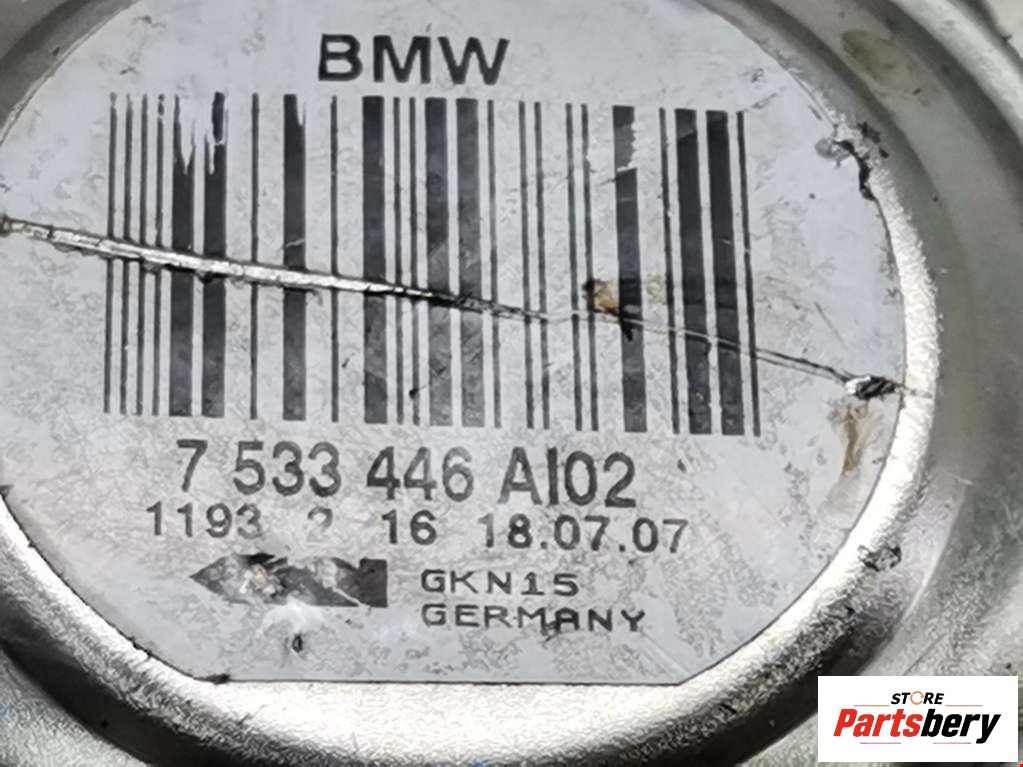 BMW
7 533 446 AI02
1193 2 16 18.07.07
GKN15
GERMANY
STORE
Partsbery